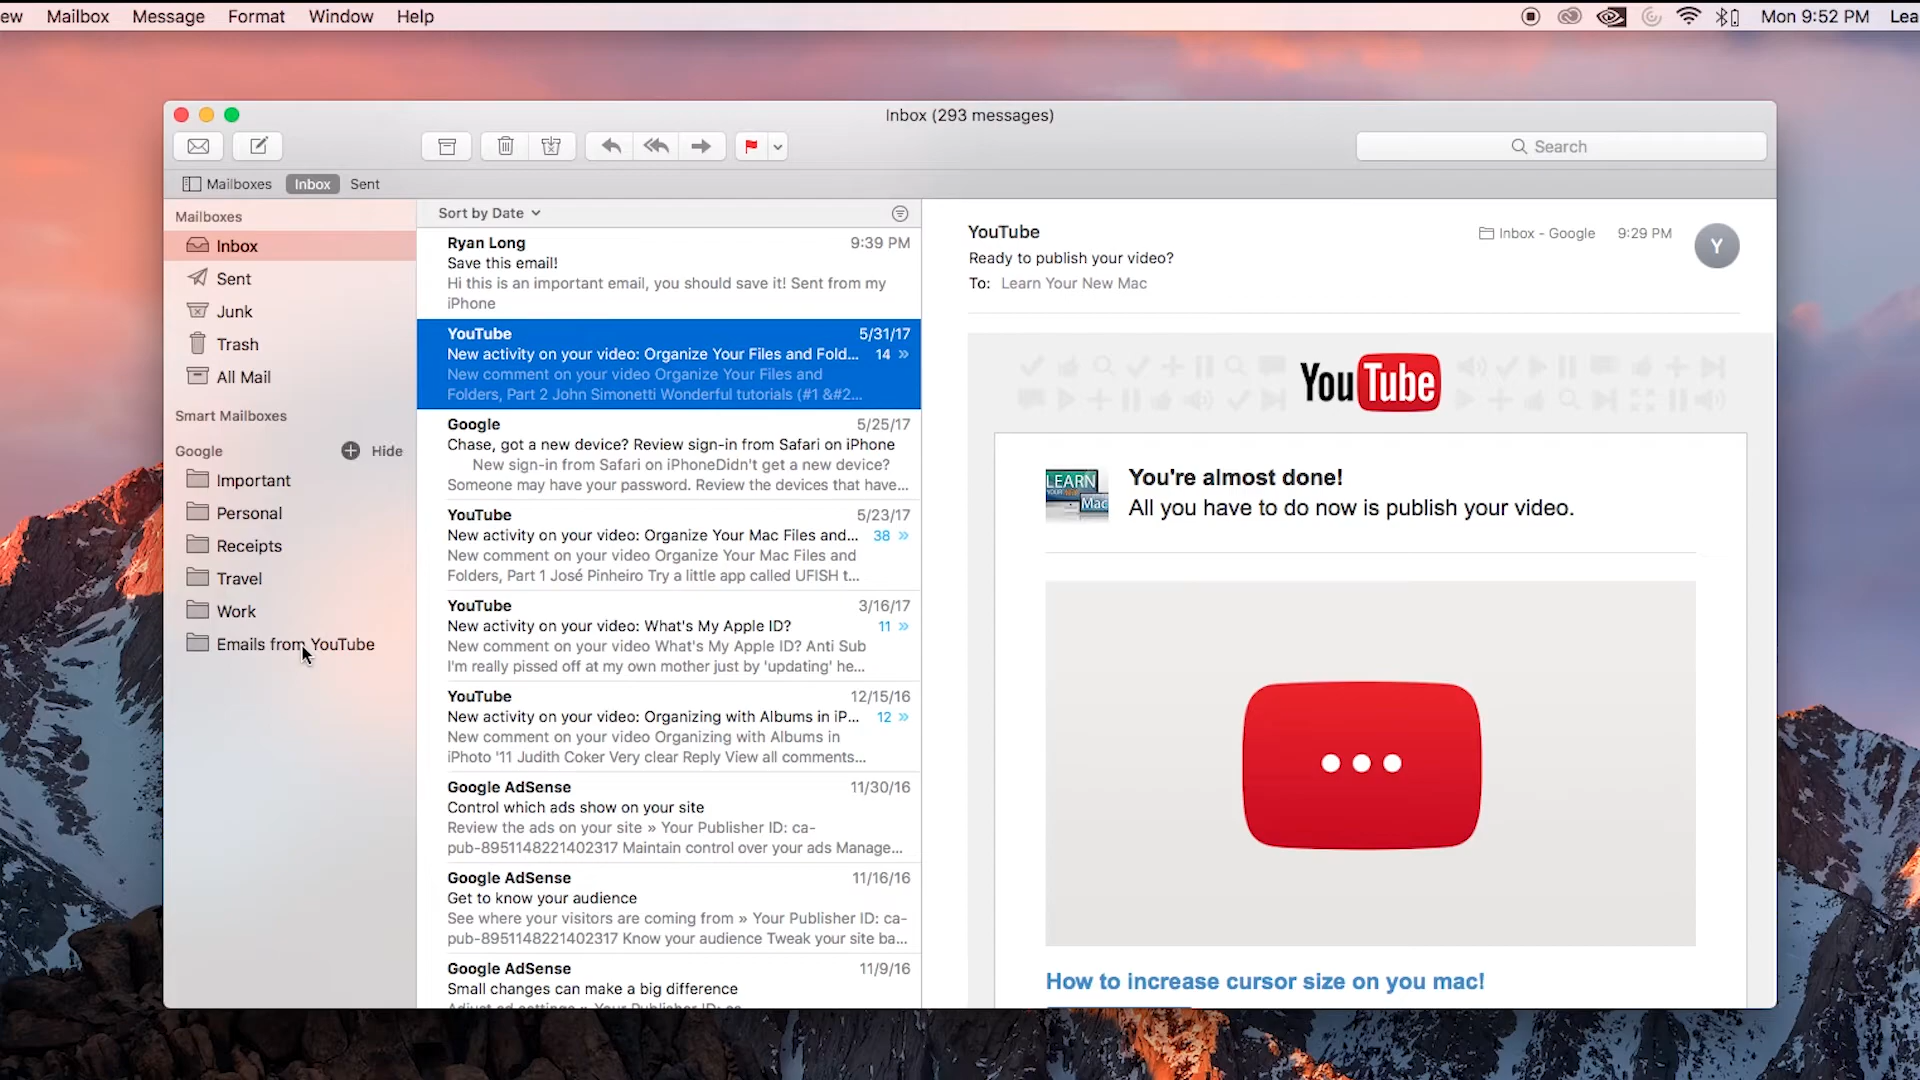 ew Mailbox Message Format Window Help Mon 9:52 PM Lea
Inbox (293 messages)
Search
Mailboxes Inbox Sent
Mailboxes
Inbox
Sent
Junk
Trash
All Mail
Smart Mailboxes
Google Hide
Important
Personal
Receipts
Travel
Work
Emails from YouTube
Sort by Date
Ryan Long 9:39 PM
Save this email!
Hi this is an important email, you should save it! Sent from my
iPhone
YouTube 5/31/17
New activity on your video: Organize Your Files and Fold... 14 »
New comment on your video Organize Your Files and
Folders, Part 2 John Simonetti Wonderful tutorials (#1 &#2...
Google 5/25/17
Chase, got a new device? Review sign-in from Safari on iPhone
New sign-in from Safari on iPhoneDidn't get a new device?
Someone may have your password. Review the devices that have...
YouTube 5/23/17
New activity on your video: Organize Your Mac Files and... 38 »
New comment on your video Organize Your Mac Files and
Folders, Part 1 José Pinheiro Try a little app called UFISH t...
YouTube 3/16/17
New activity on your video: What's My Apple ID? 11 »
New comment on your video What's My Apple ID? Anti Sub
I'm really pissed off at my own mother just by 'updating' he...
YouTube 12/15/16
New activity on your video: Organizing with Albums in iP... 12 »
New comment on your video Organizing with Albums in
iPhoto '11 Judith Coker Very clear Reply View all comments...
Google AdSense 11/30/16
Control which ads show on your site
Review the ads on your site » Your Publisher ID: ca-
pub-8951148221402317 Maintain control over your ads Manage...
Google AdSense 11/16/16
Get to know your audience
See where your visitors are coming from » Your Publisher ID: ca-
pub-8951148221402317 Know your audience Tweak your site ba...
Google AdSense 11/9/16
Small changes can make a big difference
Adjust ad settings » Your Publisher ID: ca-
YouTube Inbox - Google 9:29 PM
Y
Ready to publish your video?
To: Learn Your New Mac
YouTube
LEARN
Mac
You're almost done!
All you have to do now is publish your video.
How to increase cursor size on you mac!